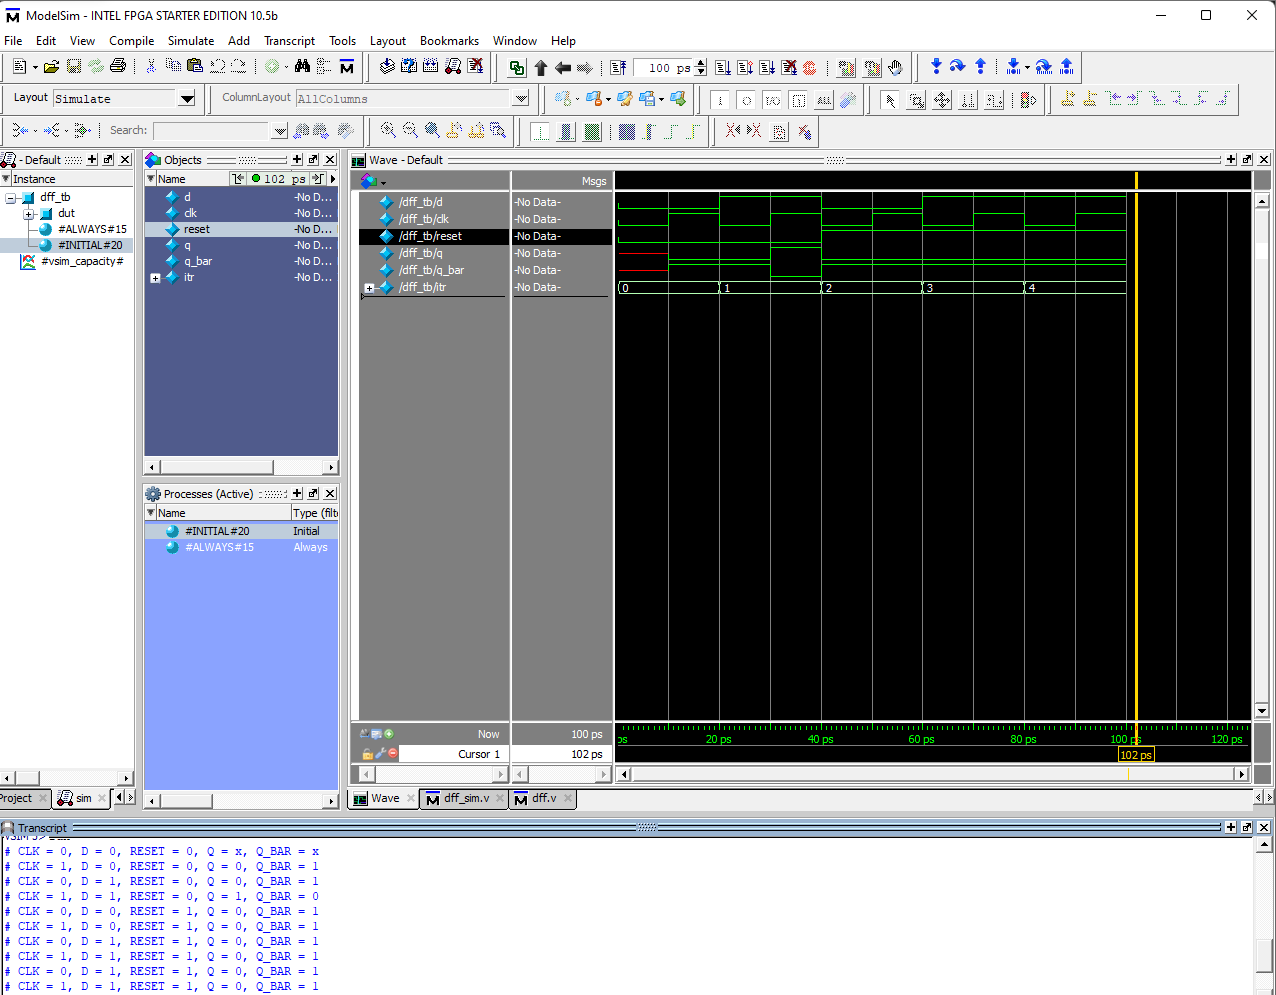 ModelSim - INTEL FPGA STARTER EDITION 10.5b
File Edit View Compile Simulate Add Transcript Tools Layout Bookmarks Window Help
100 ps
Layout Simulate ColumnLayout AllColumns
Search:
- Default
Instance
dff_tb
dut
#ALWAYS#15
#INITIAL#20
#vsim_capacity#
Project
sim
Objects
Name 102 ps
d -No D...
clk -No D...
reset -No D...
q -No D...
q_bar -No D...
itr -No D...
Processes (Active)
Name Type (filt
#INITIAL#20 Initial
#ALWAYS#15 Always
Wave - Default
Msgs
/dff_tb/d -No Data-
/dff_tb/clk -No Data-
/dff_tb/reset -No Data-
/dff_tb/q -No Data-
/dff_tb/q_bar -No Data-
/dff_tb/itr -No Data- 0 1 2 3 4
Now 100 ps ps 20 ps 40 ps 60 ps 80 ps 100 ps 120 ps
Cursor 1 102 ps 102 ps
Wave dff_sim.v dff.v
Transcript
# CLK = 0, D = 0, RESET = 0, Q = x, Q_BAR = x
# CLK = 1, D = 0, RESET = 0, Q = 0, Q_BAR = 1
# CLK = 0, D = 1, RESET = 0, Q = 0, Q_BAR = 1
# CLK = 1, D = 1, RESET = 0, Q = 1, Q_BAR = 0
# CLK = 0, D = 0, RESET = 1, Q = 0, Q_BAR = 1
# CLK = 1, D = 0, RESET = 1, Q = 0, Q_BAR = 1
# CLK = 0, D = 1, RESET = 1, Q = 0, Q_BAR = 1
# CLK = 1, D = 1, RESET = 1, Q = 0, Q_BAR = 1
# CLK = 0, D = 1, RESET = 1, Q = 0, Q_BAR = 1
# CLK = 1, D = 1, RESET = 1, Q = 0, Q_BAR = 1